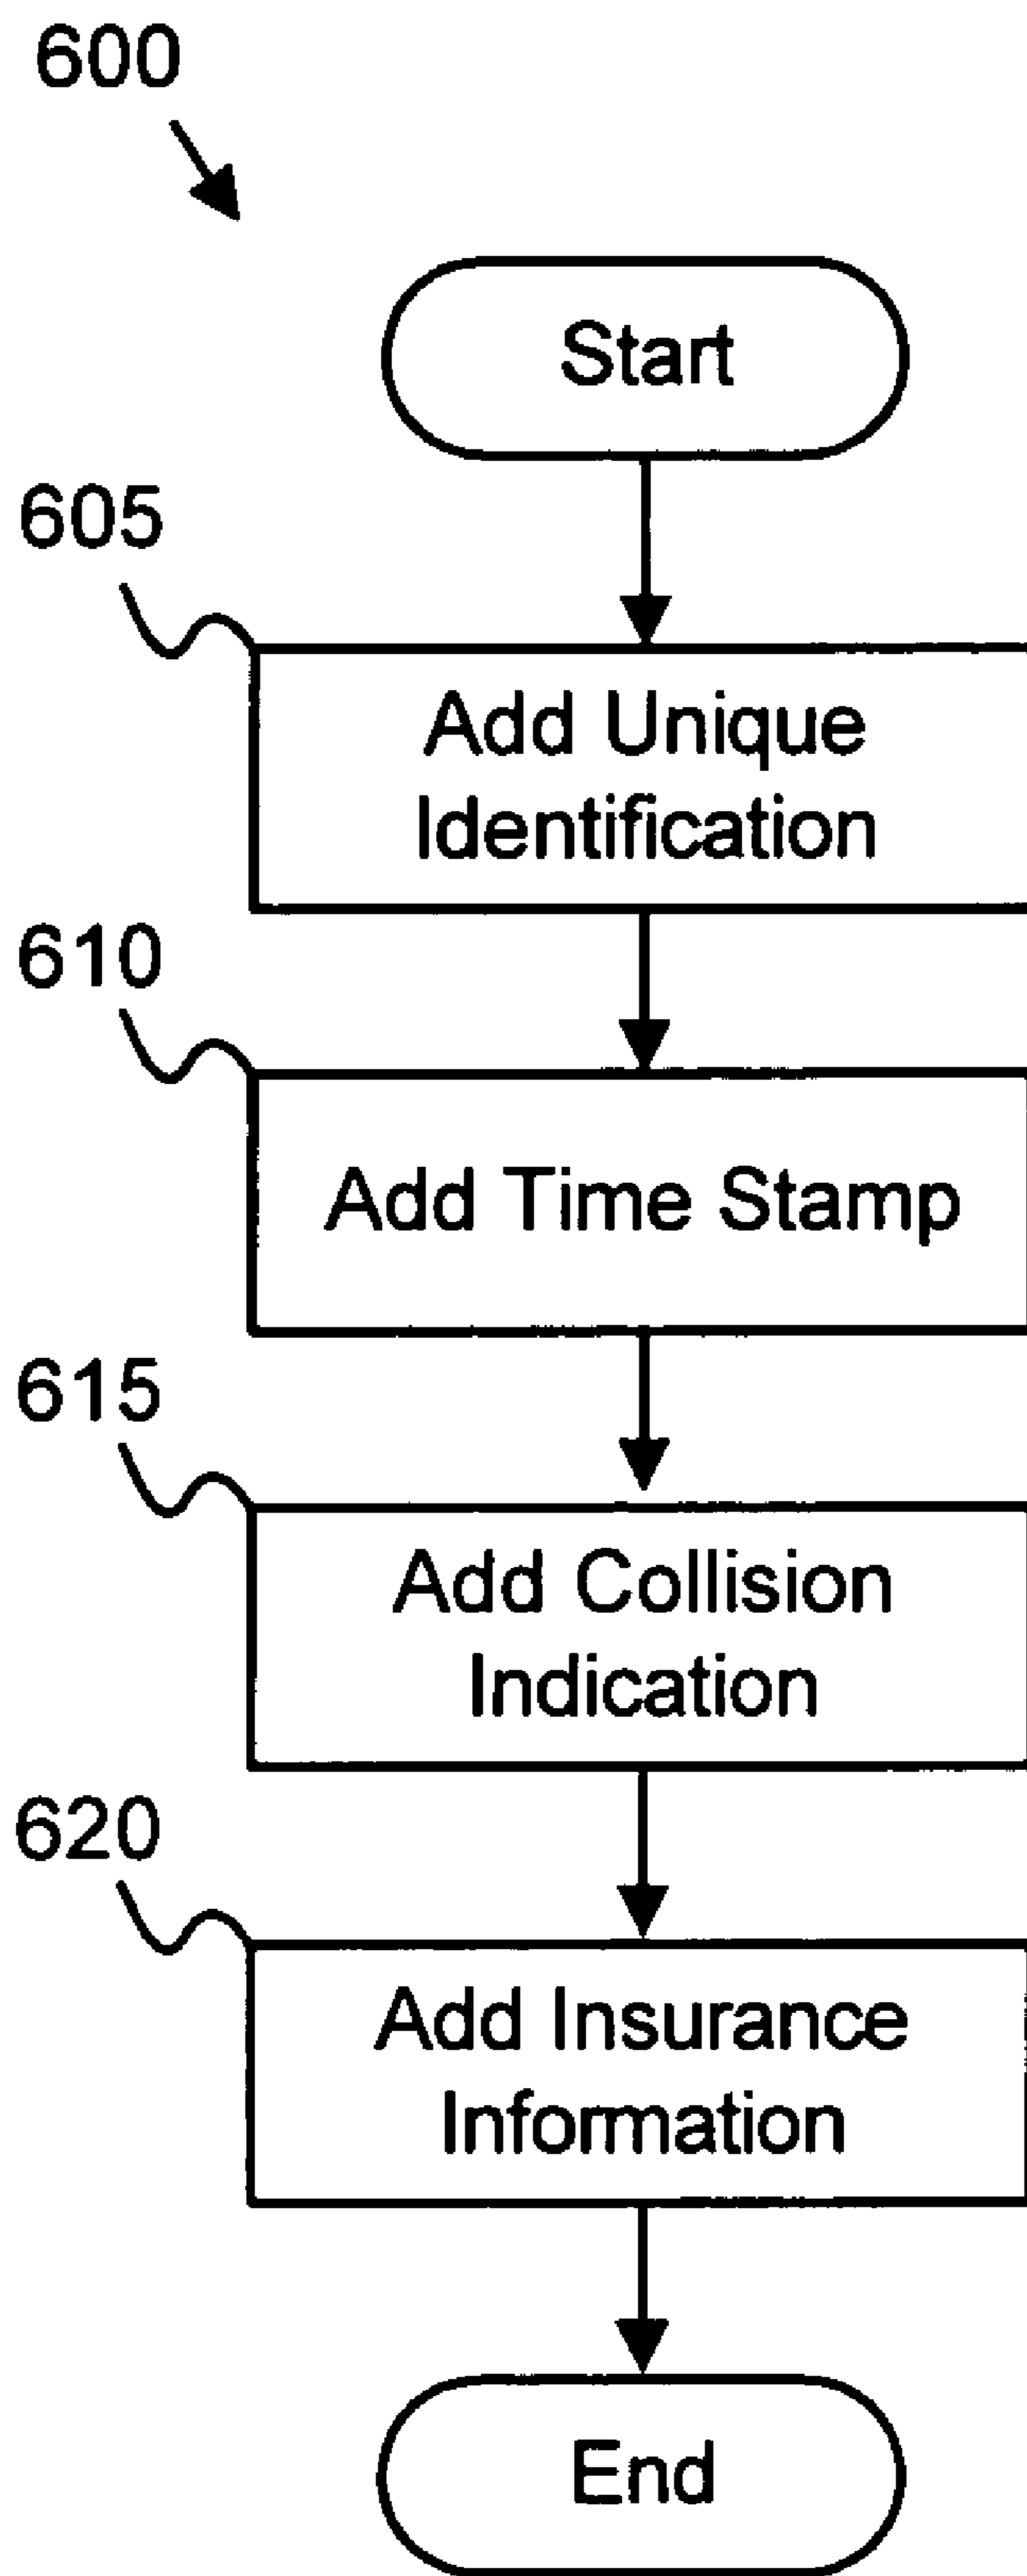 600
Start
605
Add Unique
Identification
610
Add Time Stamp
615
Add Collision
Indication
620
Add Insurance
Information
End